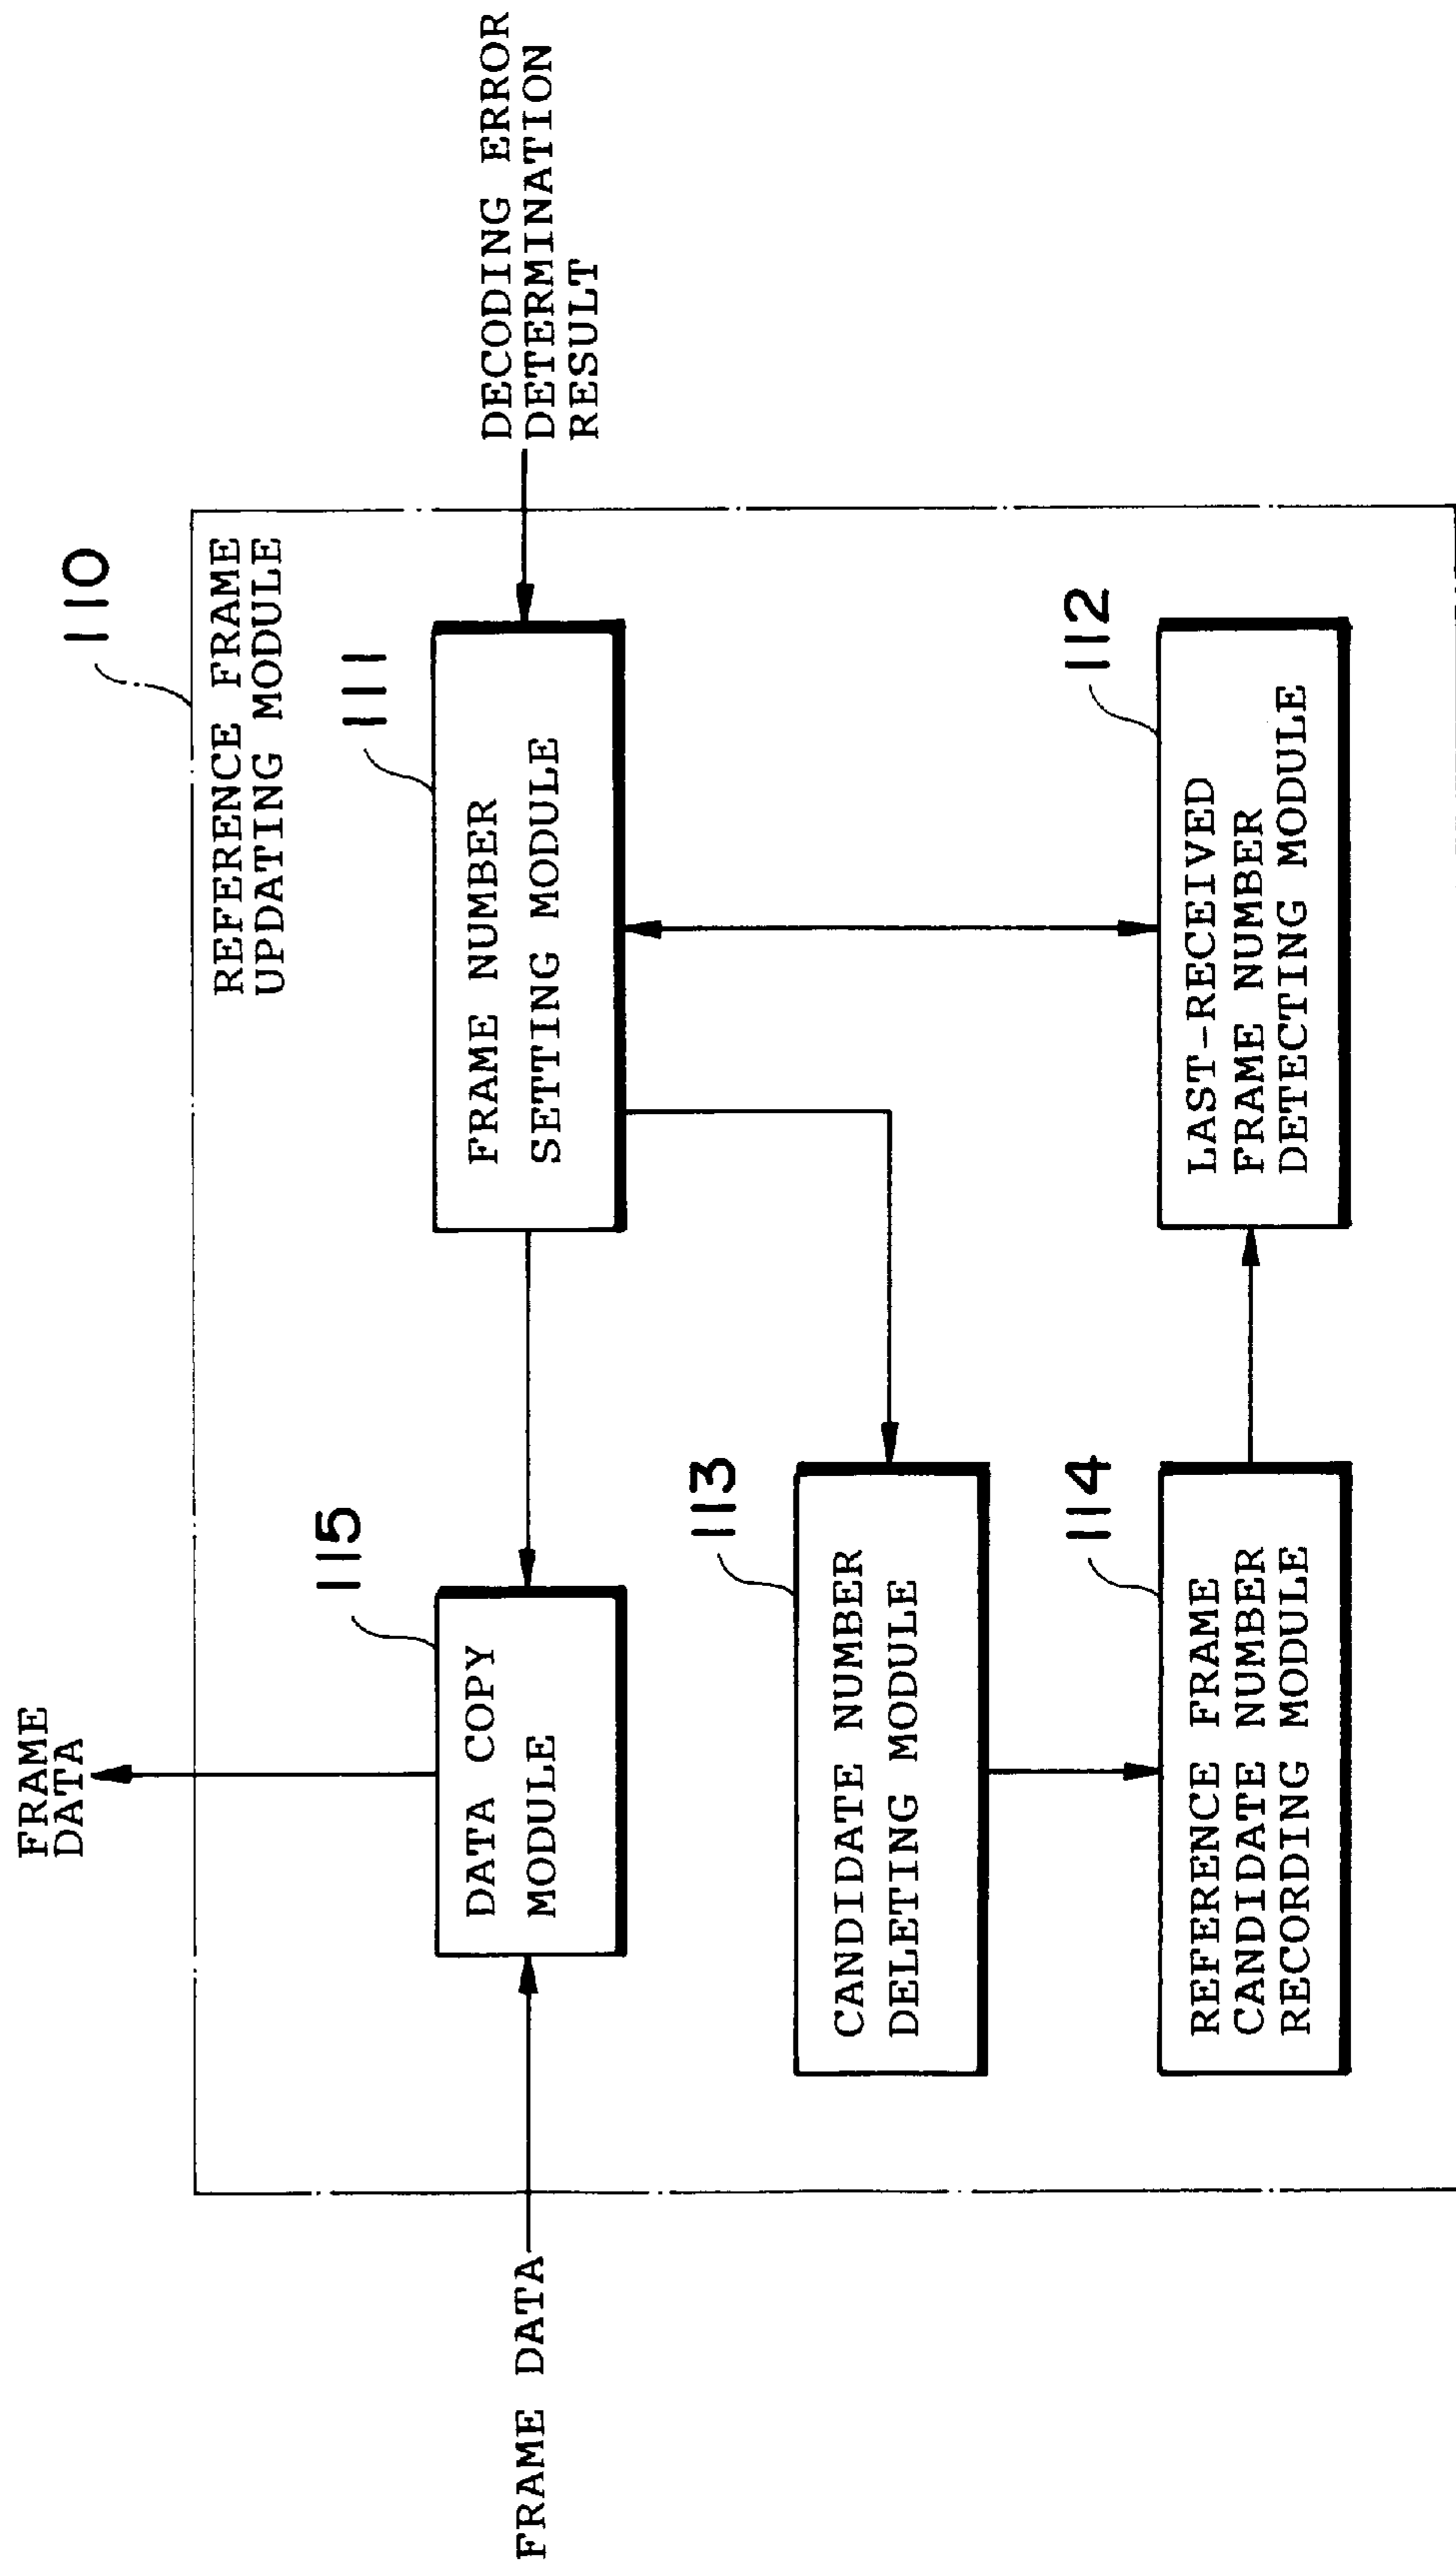 FRAME
DATA
110
REFERENCE FRAME
UPDATING MODULE
FRAME DATA
115
DATA COPY
MODULE
111
FRAME NUMBER
SETTING MODULE
DECODING ERROR
DETERMINATION
RESULT
113
CANDIDATE NUMBER
DELETING MODULE
114
REFERENCE FRAME
CANDIDATE NUMBER
RECORDING MODULE
112
LAST-RECEIVED
FRAME NUMBER
DETECTING MODULE